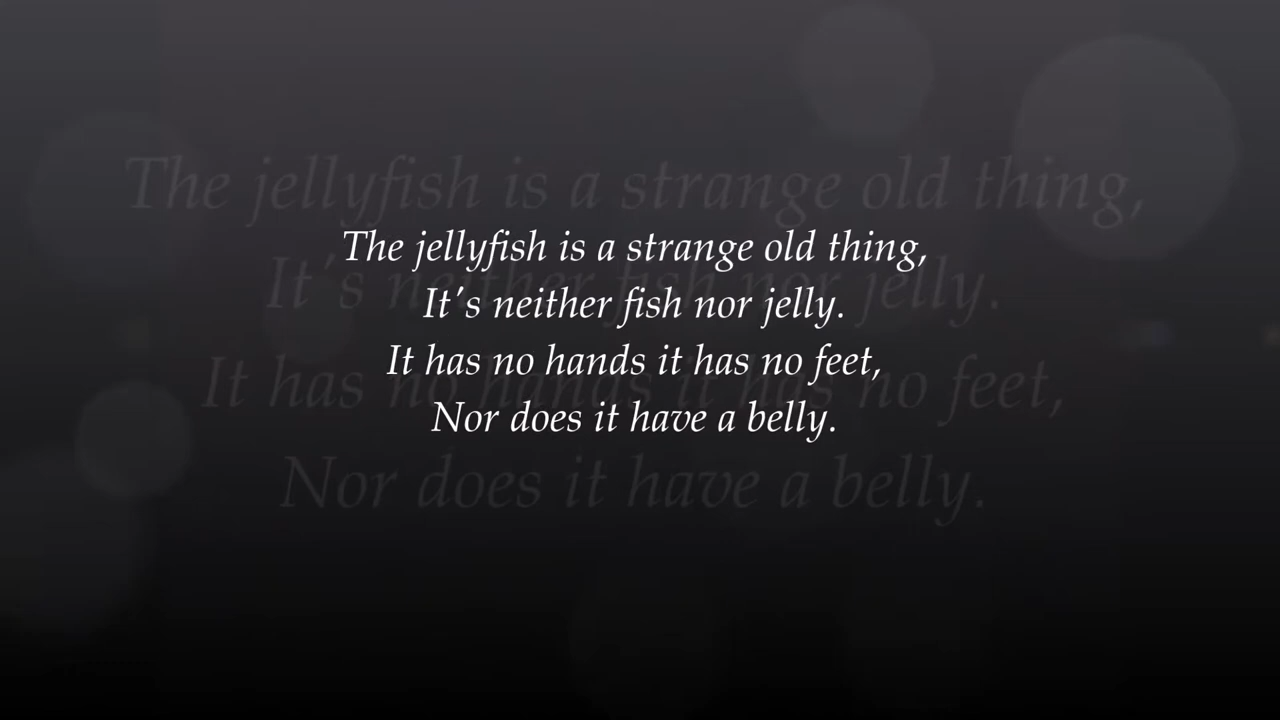 The jellyfish is a strange old thing,
It's neither fish nor jelly.
It has no hands it has no feet,
Nor does it have a belly.